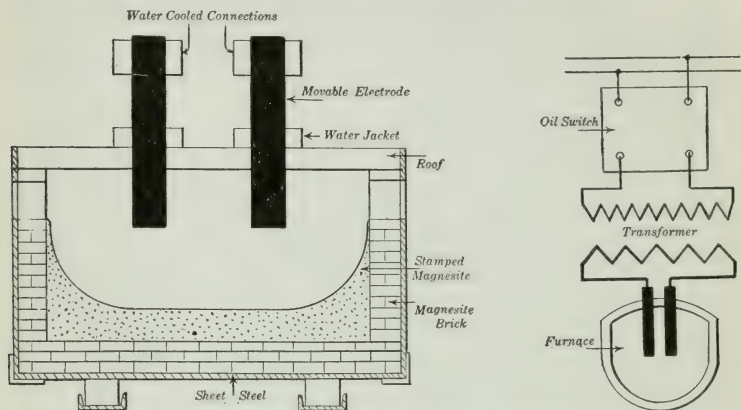 Water Cooled Connections
Movable Electrode
Water Jacket
Roof
Stamped
Magnesite
Magnesite
Brick
Sheet Steel
Oil Switch
Transformer
Furnace